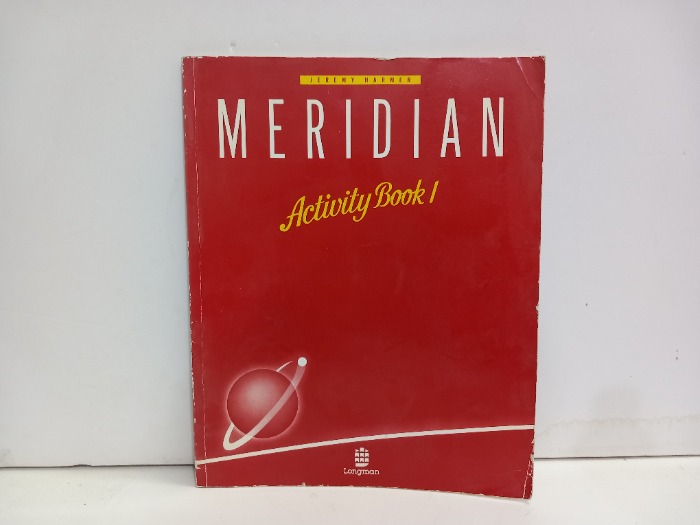 JEREMY HARMER
MERIDIAN
Activity Book 1
Longman